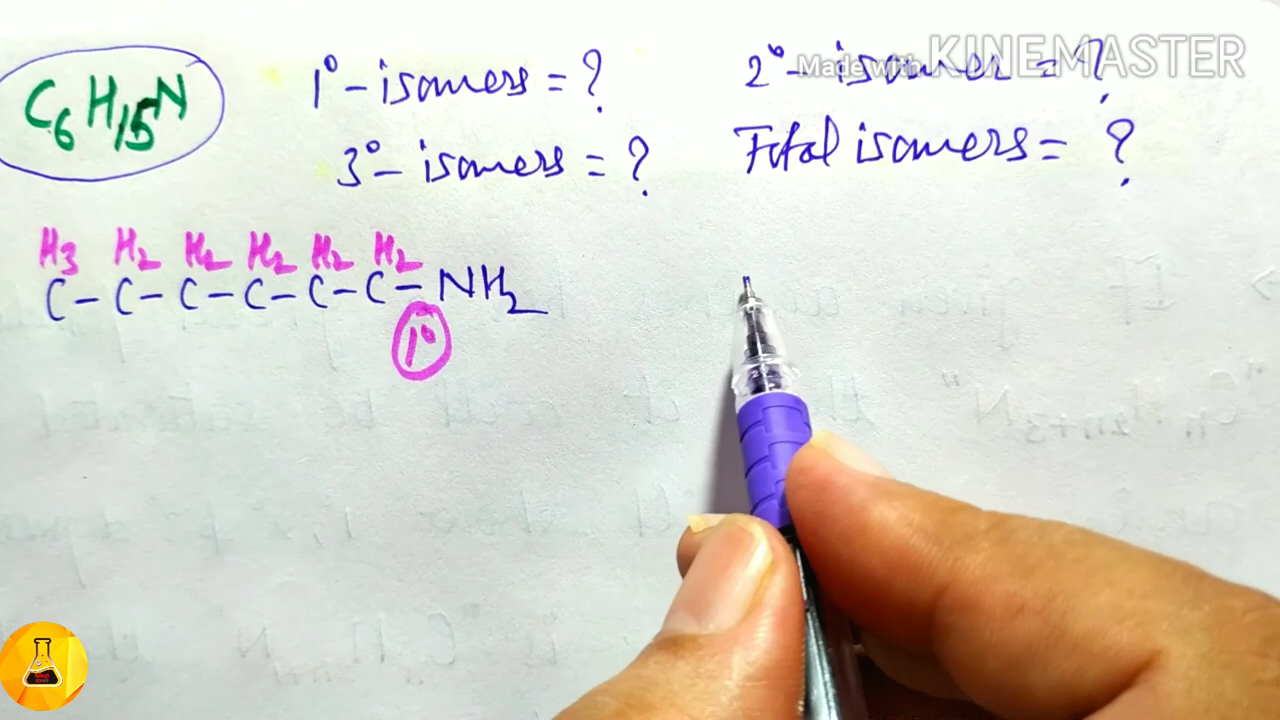 C6H15N
1° - isomers = ?
2° - isomer = ?
Made with KINEMASTER
3° - isomers = ?
Total isomers = ?
H3 H2 H2 H2 H2 H2
C - C - C - C - C - C - NH2
1°